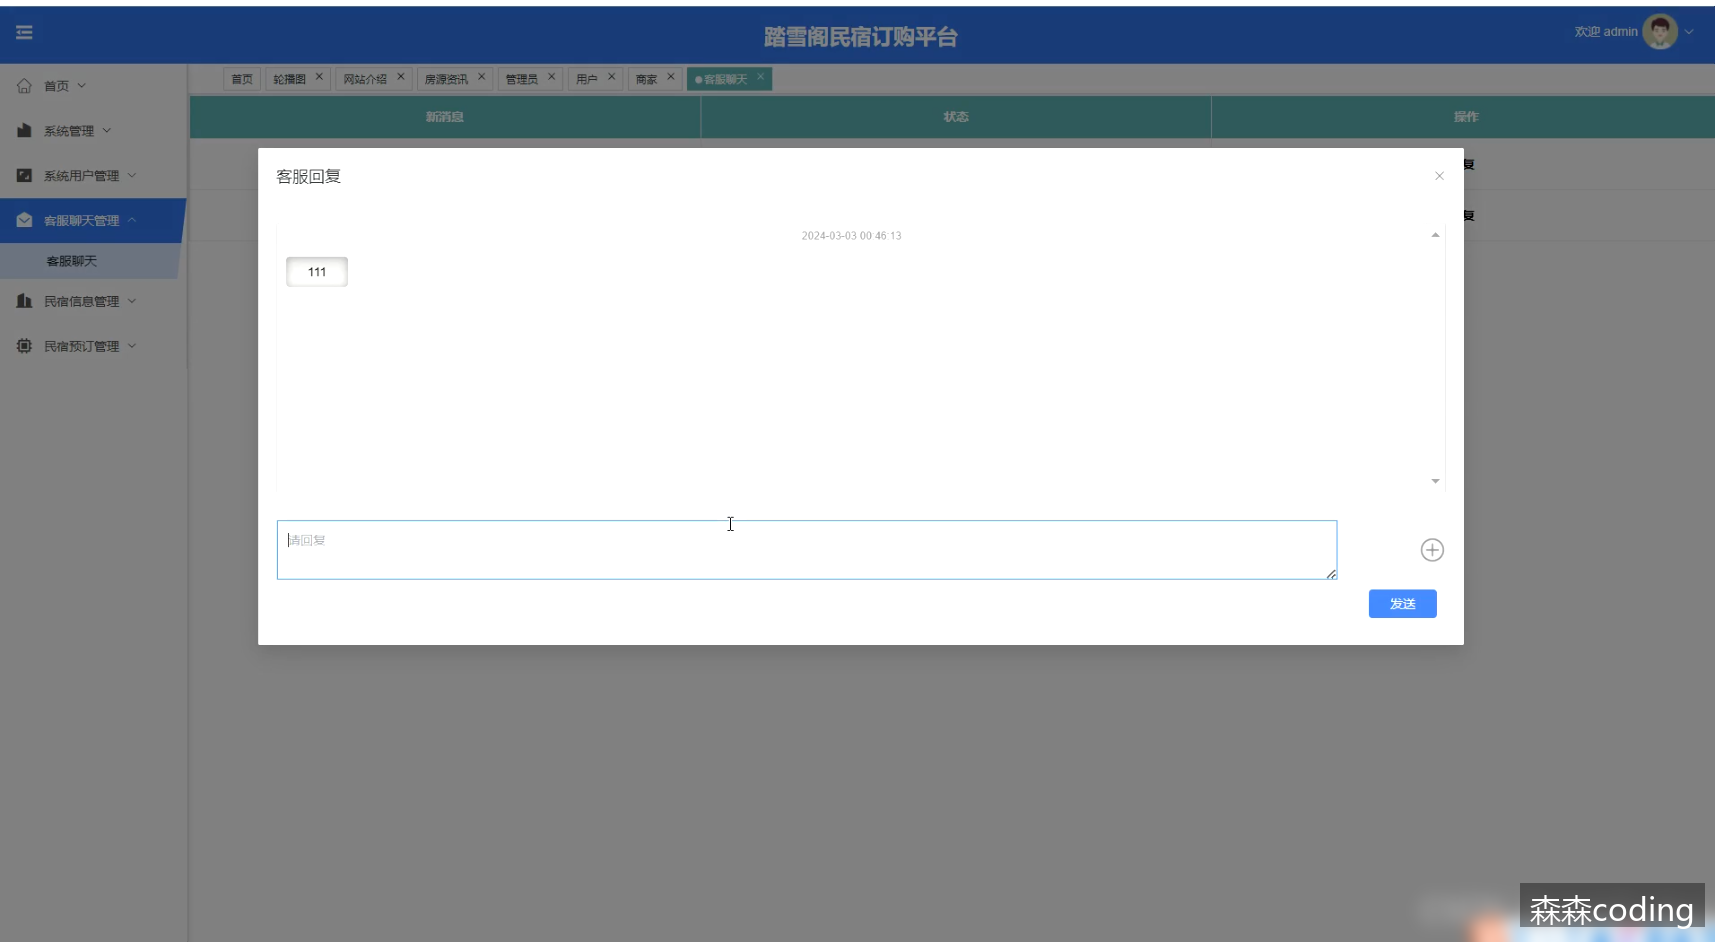 踏雪阁民宿订购平台
欢迎 admin
首页
系统管理
系统用户管理
客服聊天管理
客服聊天
民宿信息管理
民宿预订管理
首页 轮播图 网站介绍 房源资讯 管理员 用户 商家 客服聊天
新消息 状态 操作
复
复
客服回复
2024-03-03 00:46:13
111
请回复
发送
森森coding